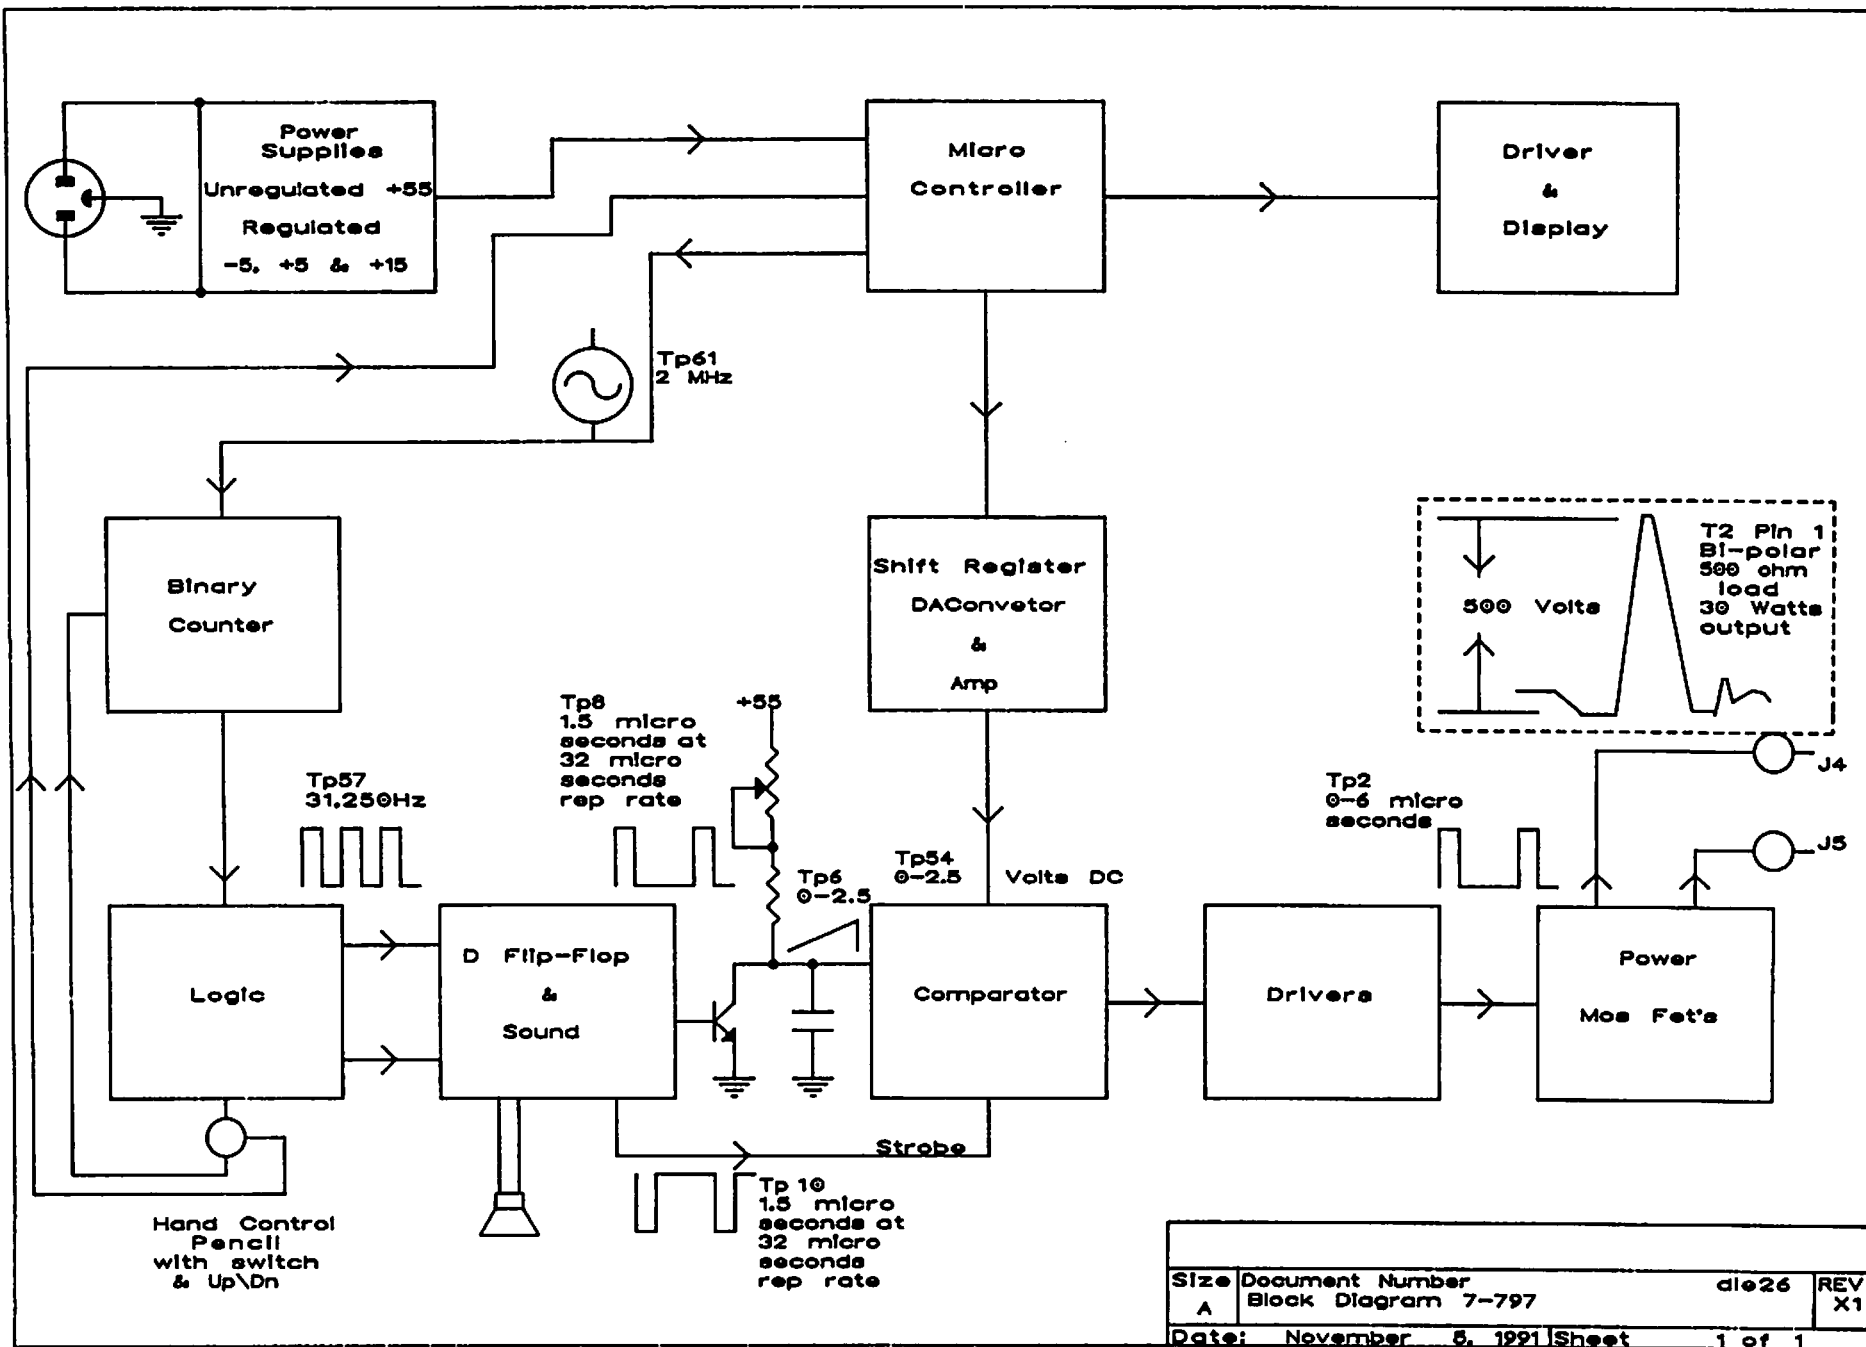 Power
Supplies
Unregulated +55
Regulated
-5, +5 & +15
Micro
Controller
Driver
&
Display
Tp61
2 MHz
Binary
Counter
Shift Register
DAConvetor
&
Amp
500 Volts
T2 Pin 1
Bi-polar
500 ohm
load
30 Watts
output
Tp8
1.5 micro
seconds at
32 micro
seconds
rep rate
+55
Tp57
31.250Hz
Tp6
0-2.5
Tp54
0-2.5 Volts DC
Tp2
0-6 micro
seconds
J4
J5
Logic
D Flip-Flop
&
Sound
Comparator
Drivers
Power
Mos Fet's
Strobe
Tp 10
1.5 micro
seconds at
32 micro
seconds
rep rate
Hand Control
Pencil
with switch
& Up\Dn
Size Document Number REV
A Block Diagram 7-797 dle26 X1
Date: November 5, 1991 Sheet 1 of 1